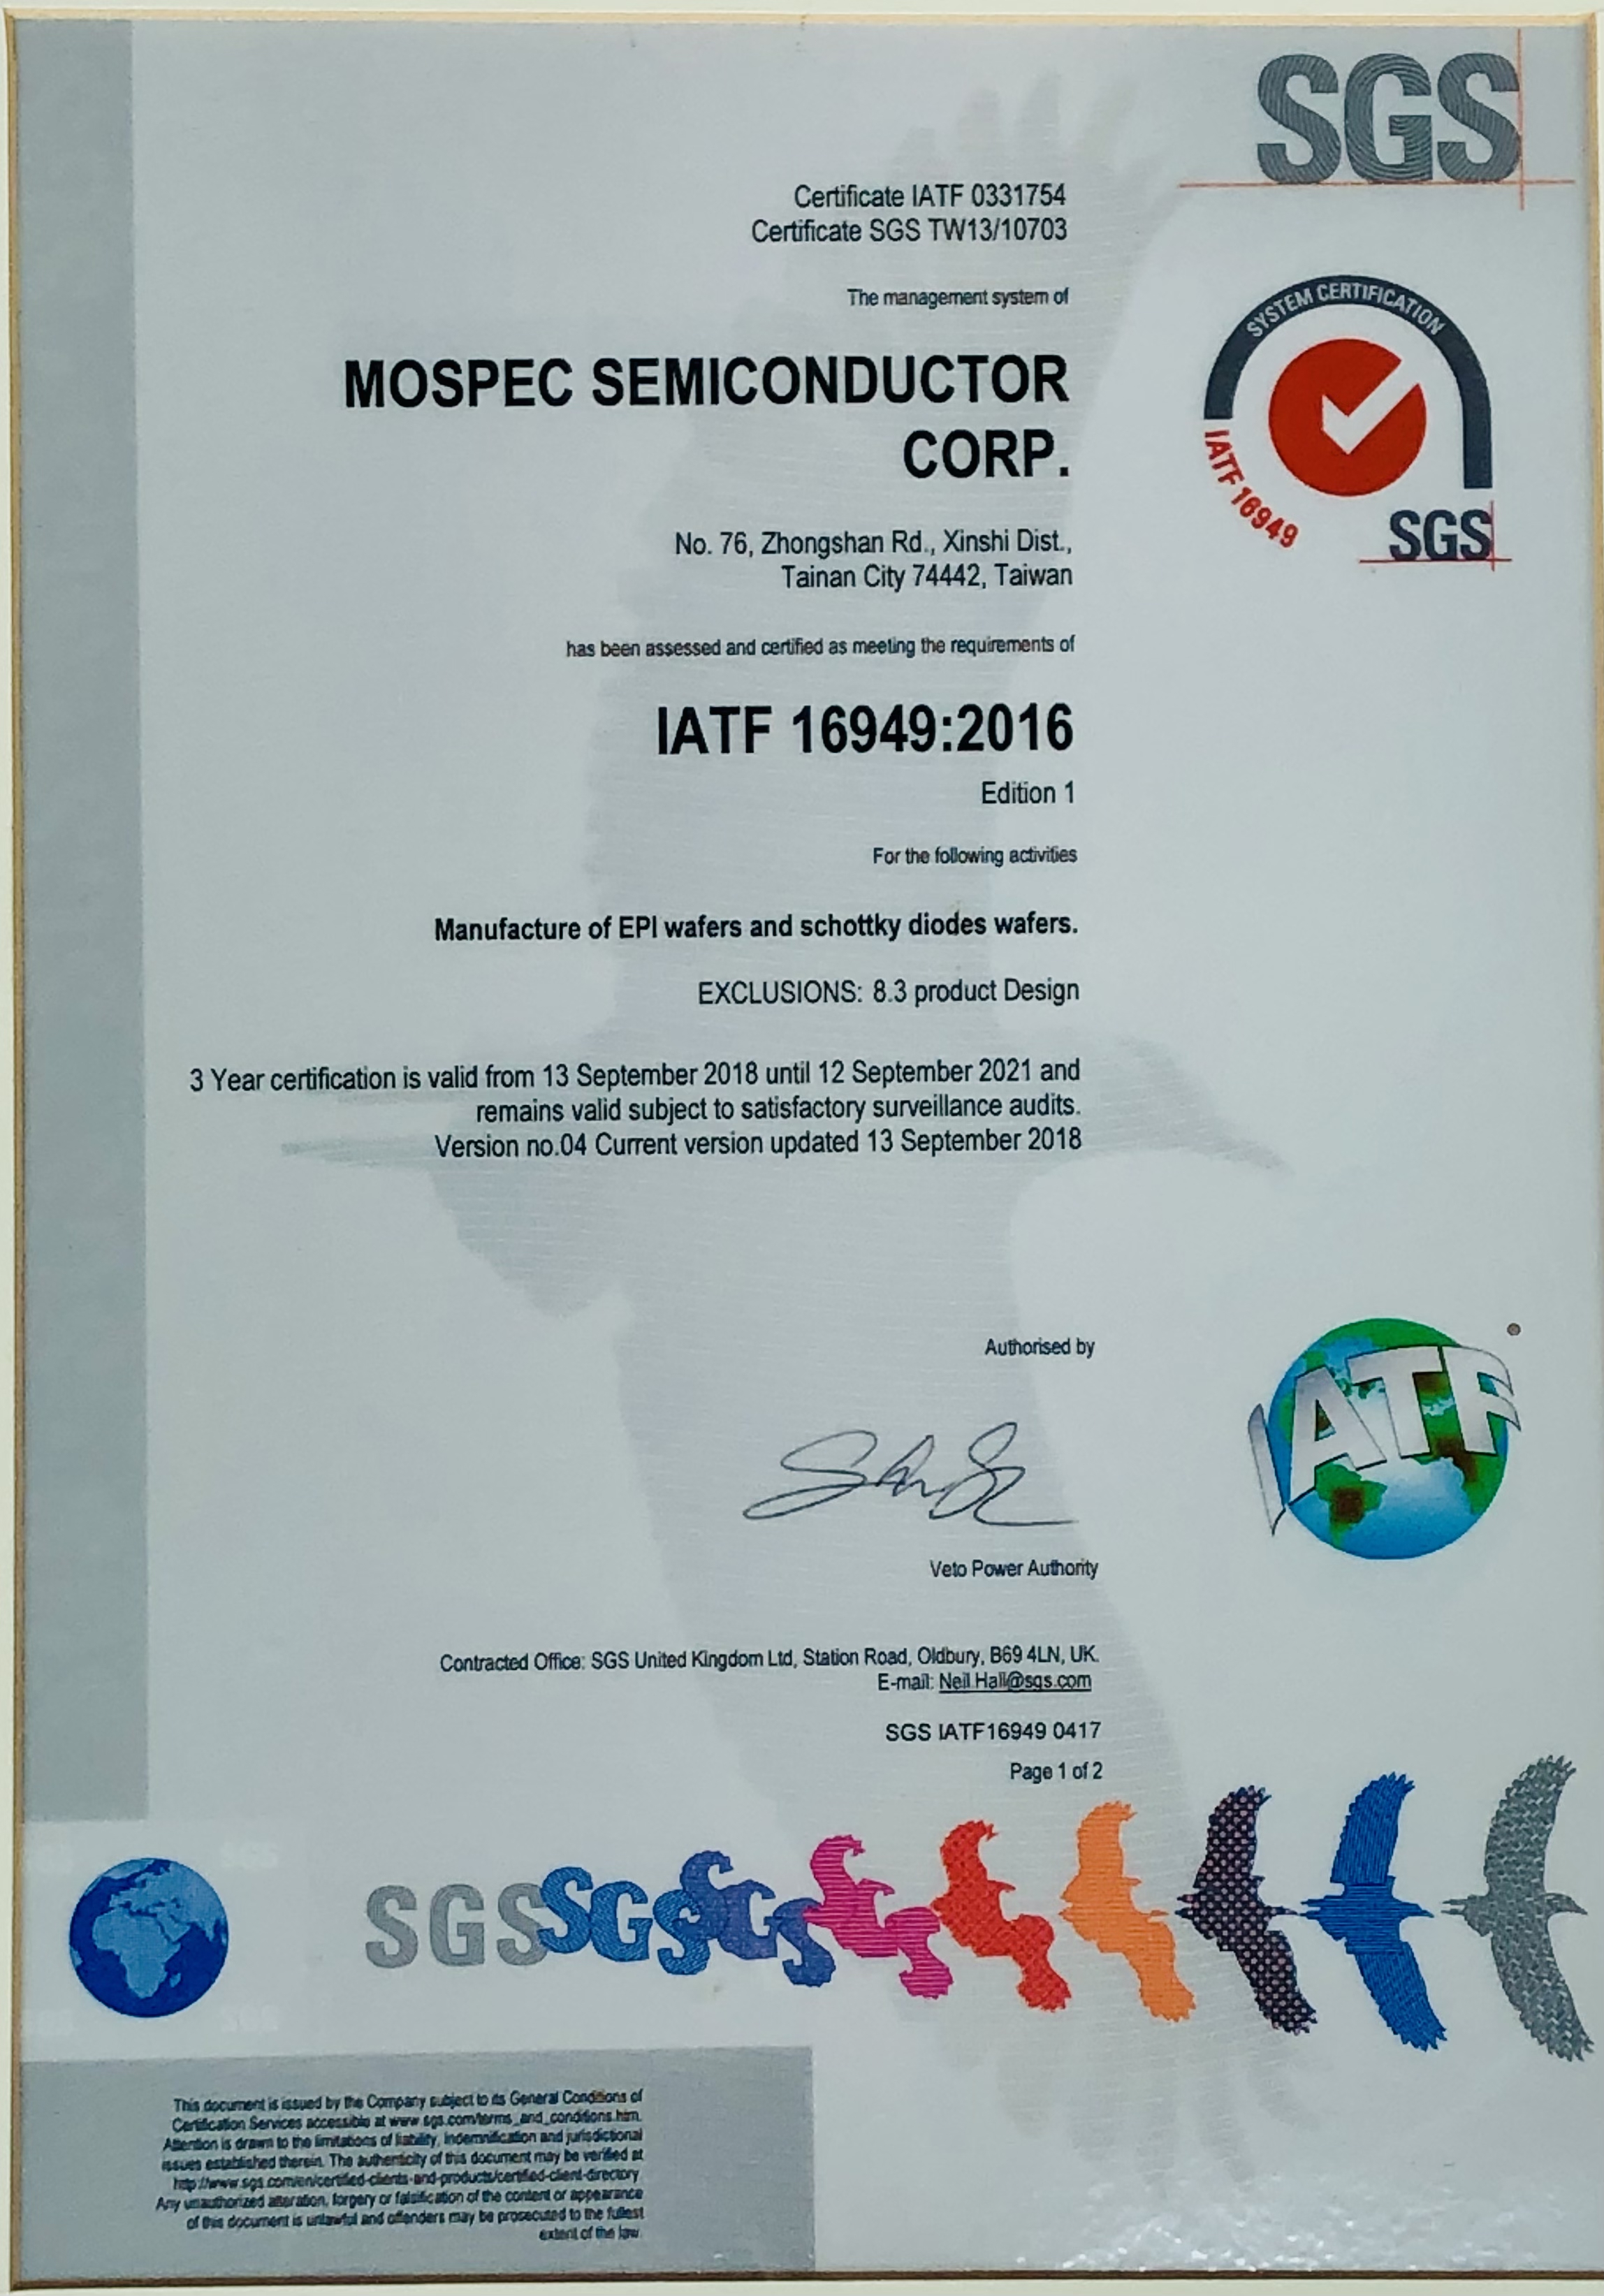 SGS
Certificate IATF 0331754
Certificate SGS TW13/10703
The management system of
SYSTEM CERTIFICATION
IATF 16949
SGS
MOSPEC SEMICONDUCTOR
CORP.
No. 76, Zhongshan Rd., Xinshi Dist.,
Tainan City 74442, Taiwan
has been assessed and certified as meeting the requirements of
IATF 16949:2016
Edition 1
For the following activities
Manufacture of EPI wafers and schottky diodes wafers.
EXCLUSIONS: 8.3 product Design
3 Year certification is valid from 13 September 2018 until 12 September 2021 and
remains valid subject to satisfactory surveillance audits.
Version no.04 Current version updated 13 September 2018
Authorised by
IATF
Veto Power Authority
Contracted Office: SGS United Kingdom Ltd, Station Road, Oldbury, B69 4LN, UK.
E-mail: Neil.Hall@sgs.com
SGS IATF16949 0417
Page 1 of 2
SGS SGS SGS
This document is issued by the Company subject to its General Conditions of
Certification Services accessible at www.sgs.com/terms_and_conditions.htm.
Attention is drawn to the limitations of liability, indemnification and jurisdictional
issues established therein. The authenticity of this document may be verified at
http://www.sgs.com/en/certified-clients-and-products/certified-client-directory.
Any unauthorized alteration, forgery or falsification of the content or appearance
of this document is unlawful and offenders may be prosecuted to the fullest
extent of the law.